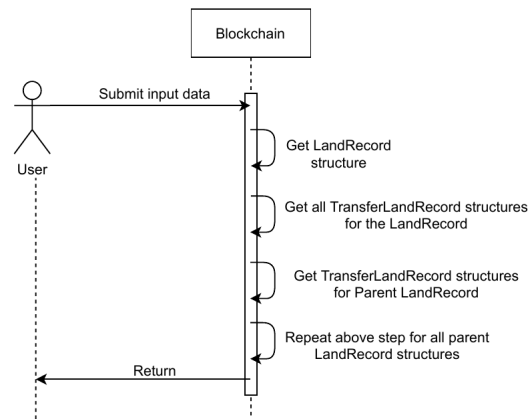 Blockchain
Submit input data
User
Get LandRecord
structure
Get all TransferLandRecord structures
for the LandRecord
Get TransferLandRecord structures
for Parent LandRecord
Repeat above step for all parent
LandRecord structures
Return